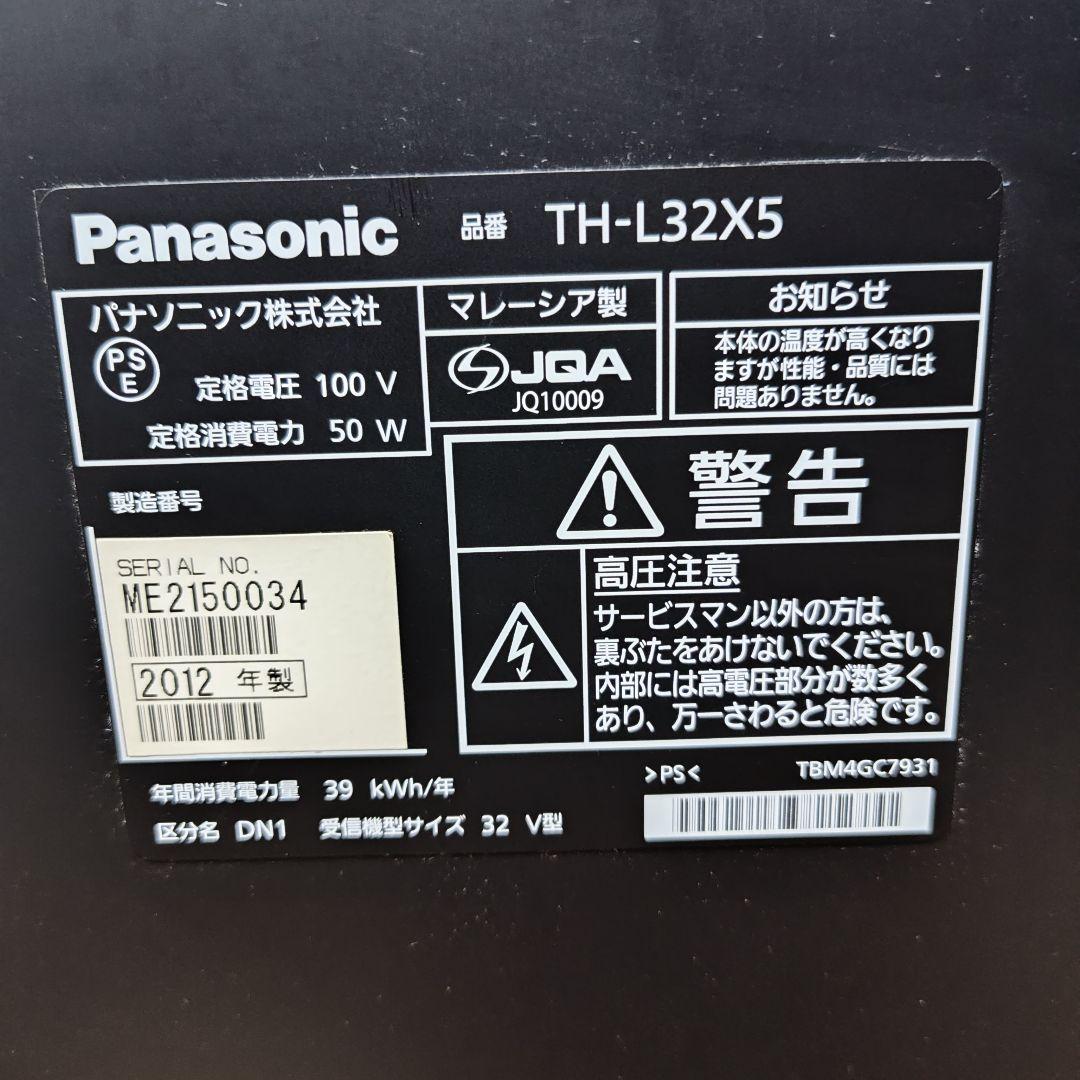 Panasonic 品番 TH-L32X5
パナソニック株式会社
PS
E
定格電圧 100 V
定格消費電力 50 W
マレーシア製
JQA
JQ10009
お知らせ
本体の温度が高くなり
ますが性能・品質には
問題ありません。
警告
高圧注意
サービスマン以外の方は、
裏ぶたをあけないでください。
内部には高電圧部分が数多く
あり、万一さわると危険です。
製造番号
SERIAL NO.
ME2150034
2012 年製
年間消費電力量 39 kWh/年
区分名 DN1 受信機型サイズ 32 V型
>PS< TBM4GC7931